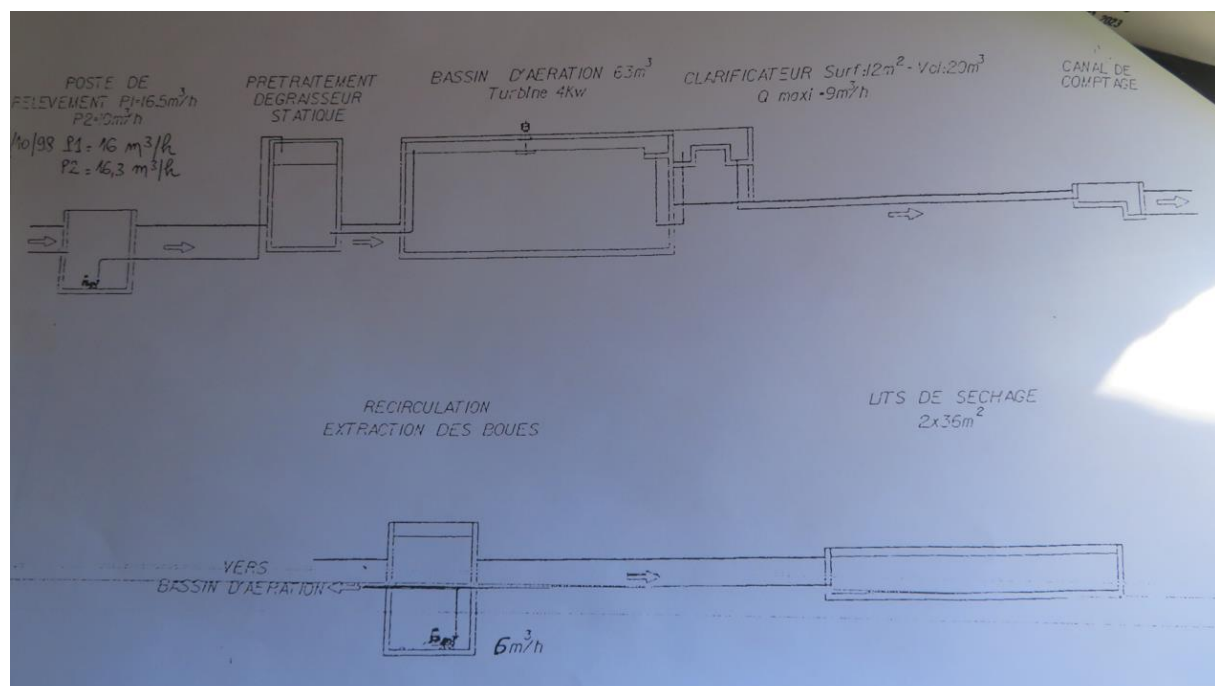 2023
POSTE DE
RELEVEMENT P1=16.5m³/h
P2=19m³/h
/10/98 P1 = 16 m³/h
P2 = 16,3 m³/h
PRETRAITEMENT
DEGRAISSEUR
STATIQUE
BASSIN D'AERATION 63m³
Turbine 4Kw
CLARIFICATEUR Surf:12m² - Vol:20m³
Q maxi =9m³/h
CANAL DE
COMPTAGE
RECIRCULATION
EXTRACTION DES BOUES
LITS DE SECHAGE
2x36m²
VERS
BASSIN D'AERATION
6m³/h